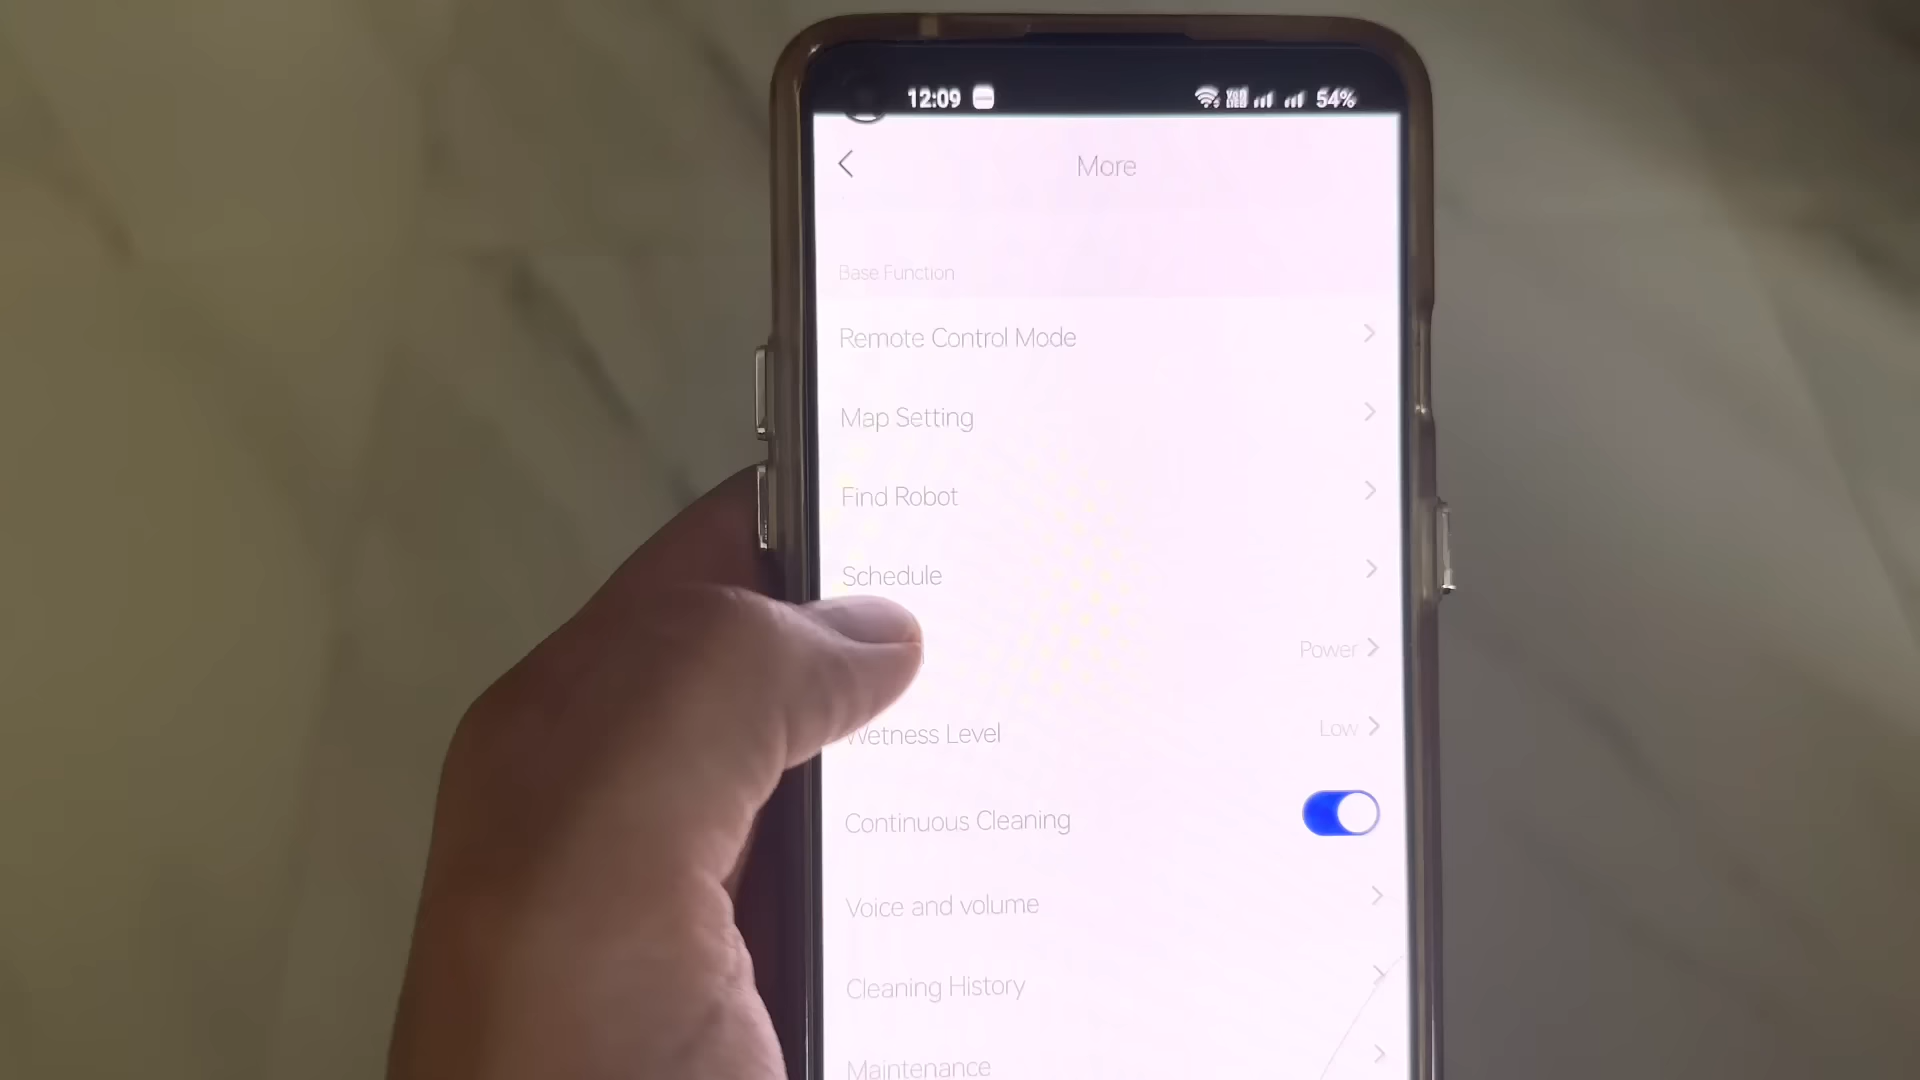 12:09
54%
More
Base Function
Remote Control Mode
Map Setting
Find Robot
Schedule
Power
Wetness Level
Low
Continuous Cleaning
Voice and volume
Cleaning History
Maintenance